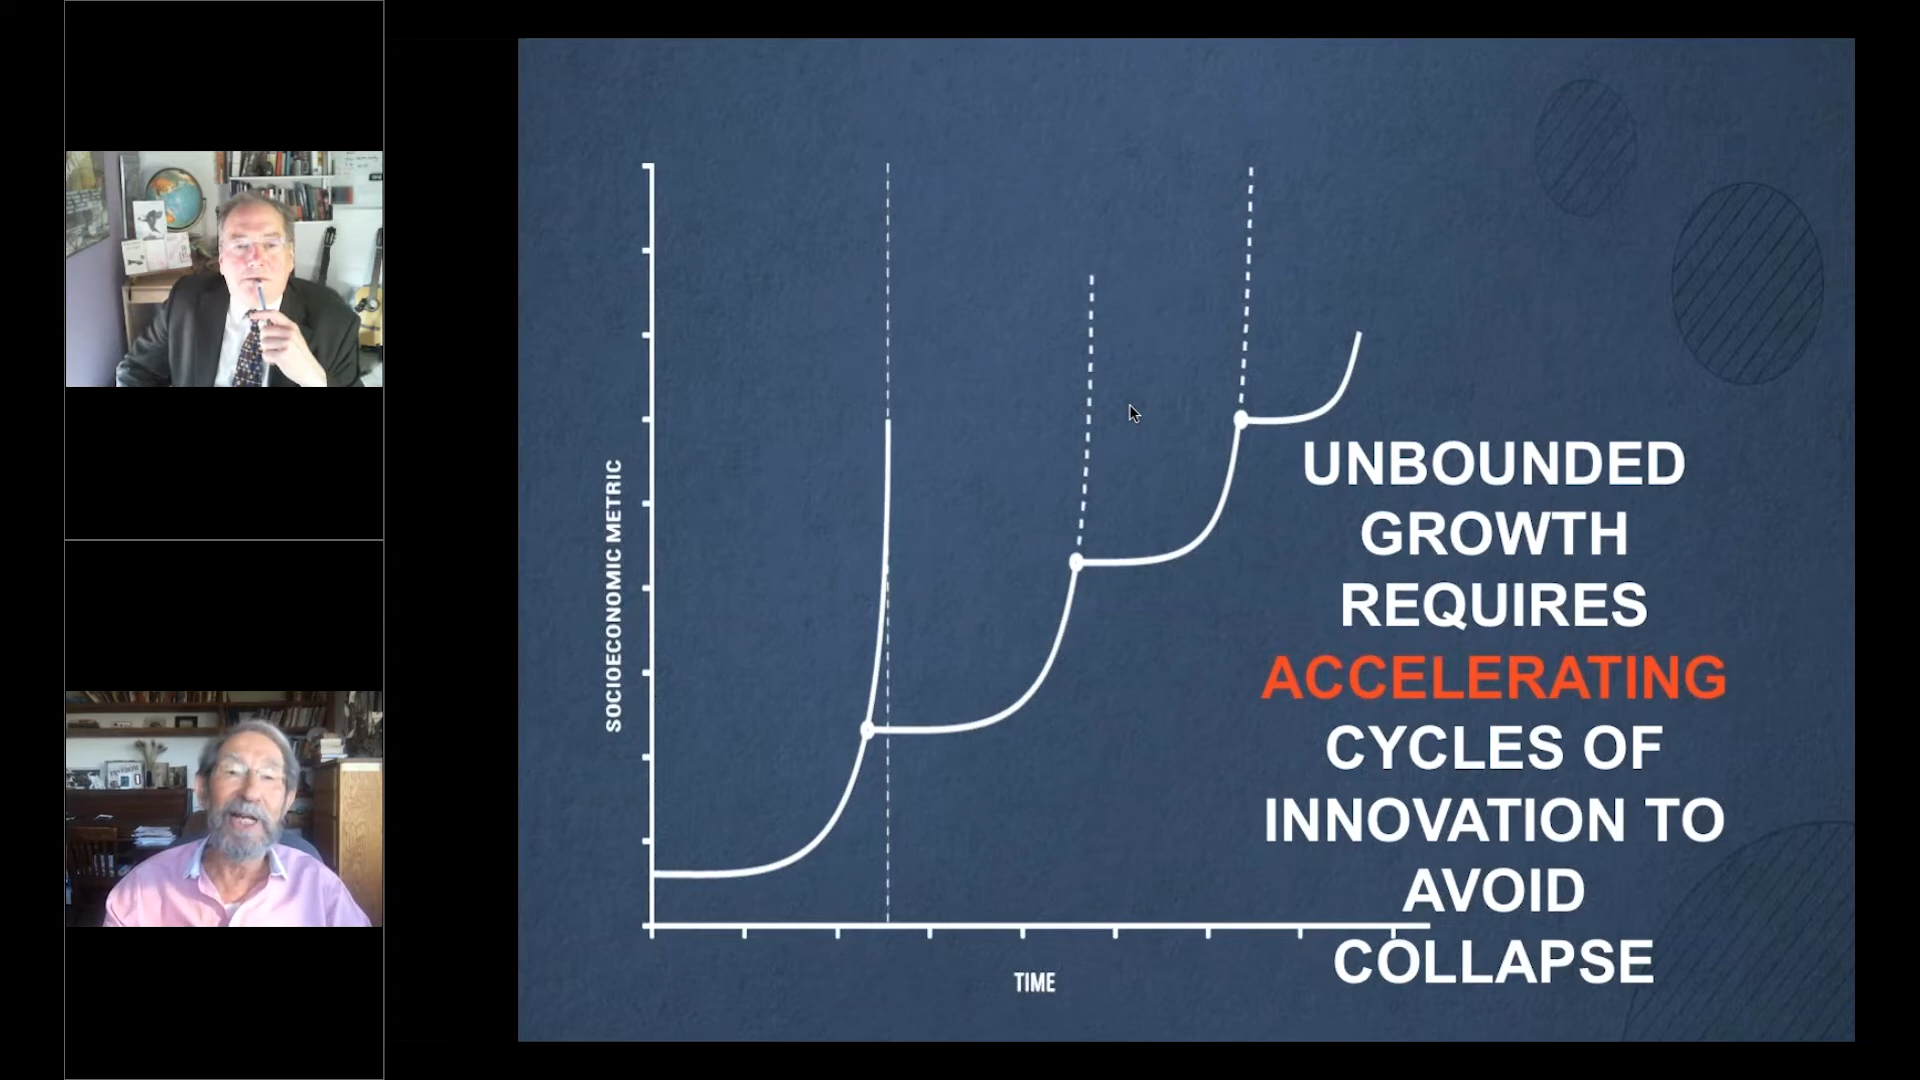 SOCIOECONOMIC METRIC
TIME
UNBOUNDED
GROWTH
REQUIRES
ACCELERATING
CYCLES OF
INNOVATION TO
AVOID
COLLAPSE